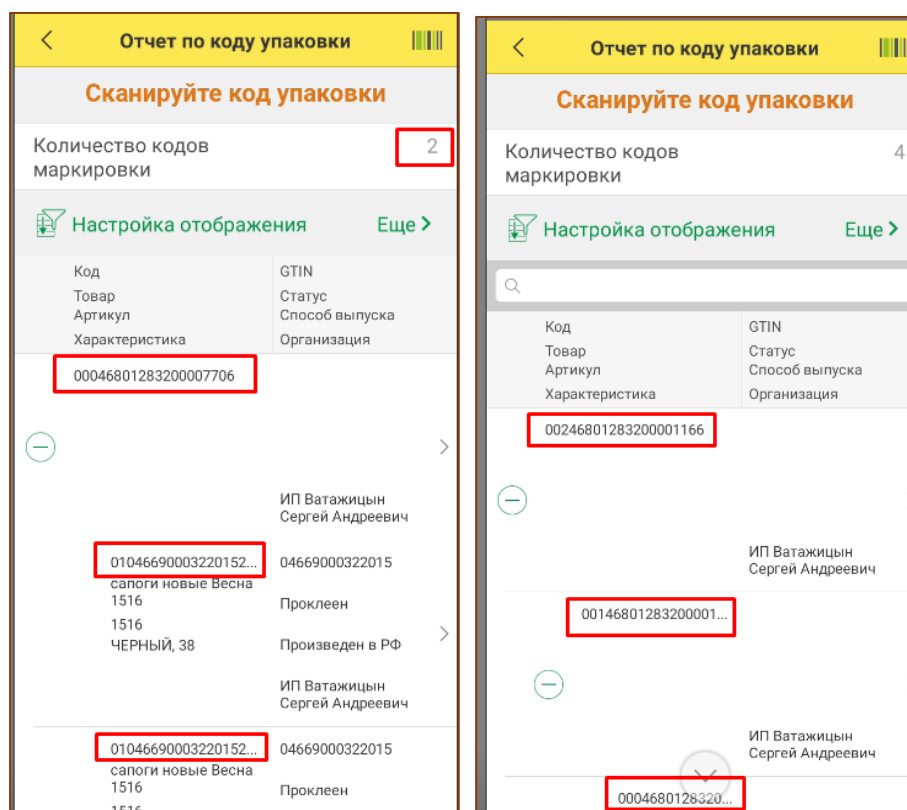 Отчет по коду упаковки
Сканируйте код упаковки
Количество кодов
маркировки
2
Настройка отображения
Еще >
Код
GTIN
Товар
Статус
Артикул
Способ выпуска
Характеристика
Организация
00046801283200007706
ИП Ватажицын
Сергей Андреевич
01046690003220152...
04669000322015
сапоги новые Весна
1516
Проклеен
1516
ЧЕРНЫЙ, 38
Произведен в РФ
ИП Ватажицын
Сергей Андреевич
01046690003220152...
04669000322015
сапоги новые Весна
1516
Проклеен
1516
Отчет по коду упаковки
Сканируйте код упаковки
Количество кодов
маркировки
4
Настройка отображения
Еще >
Код
GTIN
Товар
Статус
Артикул
Способ выпуска
Характеристика
Организация
00246801283200001166
ИП Ватажицын
Сергей Андреевич
00146801283200001...
ИП Ватажицын
Сергей Андреевич
0004680128320...